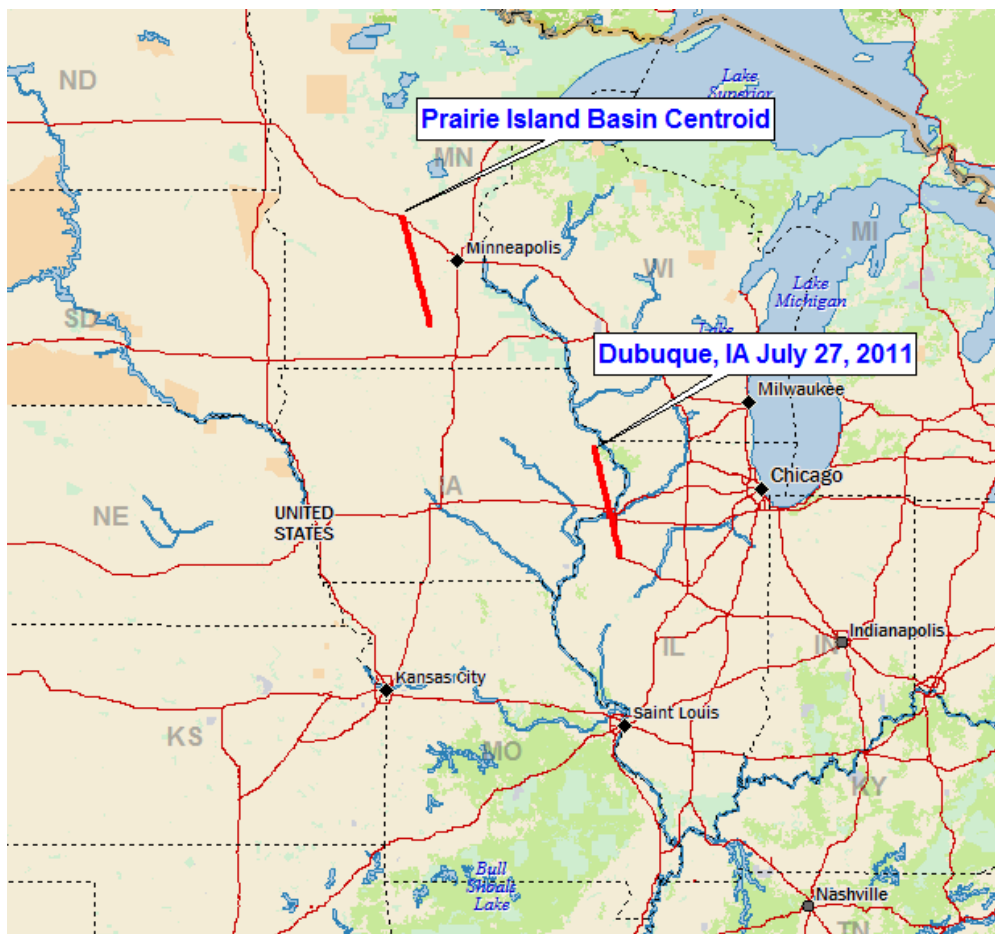 ND
Lake
Superior
Prairie Island Basin Centroid
MN
Minneapolis
MI
WI
Lake
Michigan
SD
Lake
Dubuque, IA July 27, 2011
Milwaukee
Chicago
IA
NE
UNITED
STATES
Indianapolis
IL
IN
Kansas City
Saint Louis
KS
MO
KY
Bull
Shoals
Lake
Nashville
TN